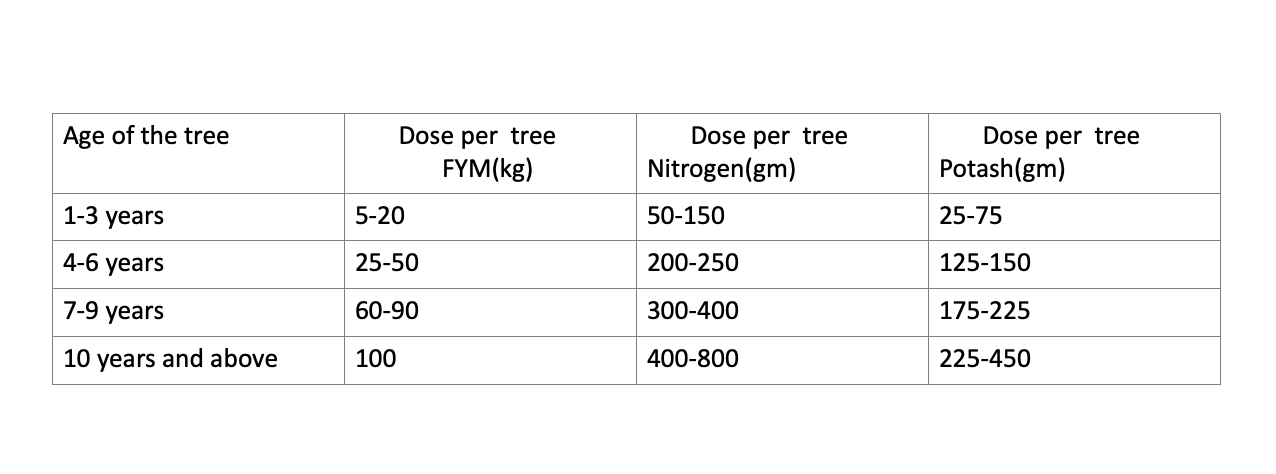 Age of the tree
Dose per tree
FYM(kg)
Dose per tree
Nitrogen(gm)
Dose per tree
Potash(gm)
1-3 years 5-20 50-150 25-75
4-6 years 25-50 200-250 125-150
7-9 years 60-90 300-400 175-225
10 years and above 100 400-800 225-450